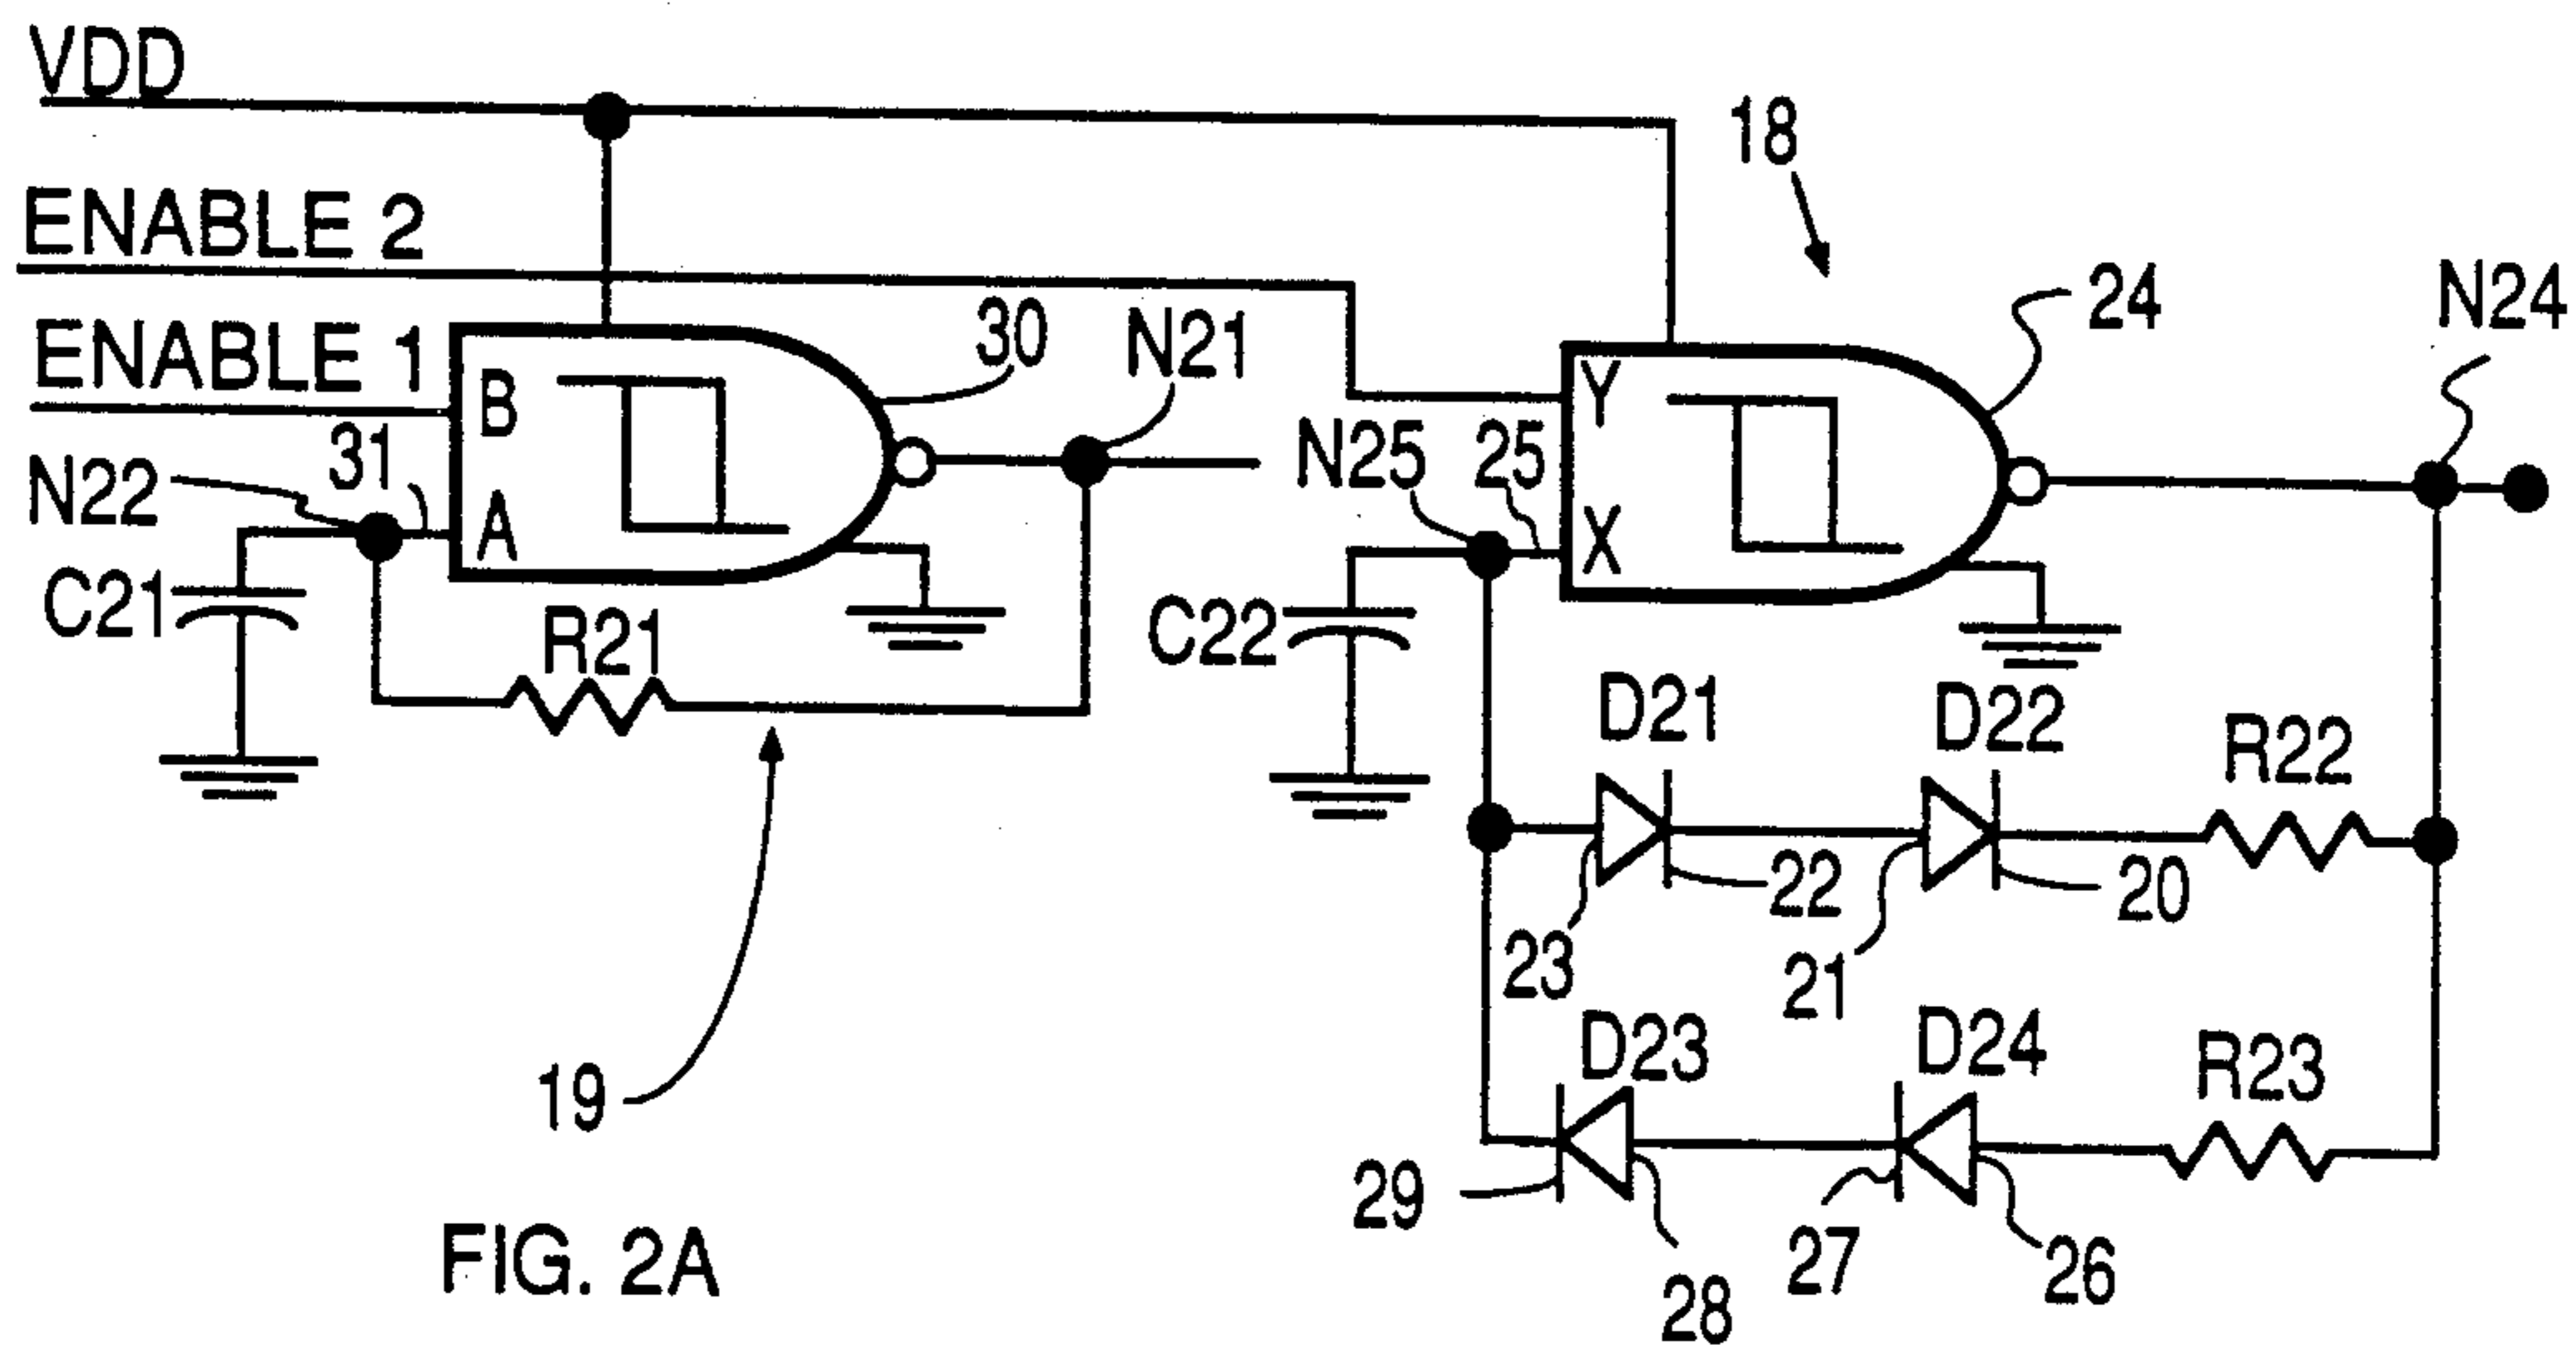 VDD
18
ENABLE 2
24
N24
ENABLE 1
30
N21
B
Y
N22
31
N25
25
A
X
C21
R21
C22
D21
D22
R22
22
20
23
21
D23
D24
R23
19
29
27
26
28
FIG. 2A